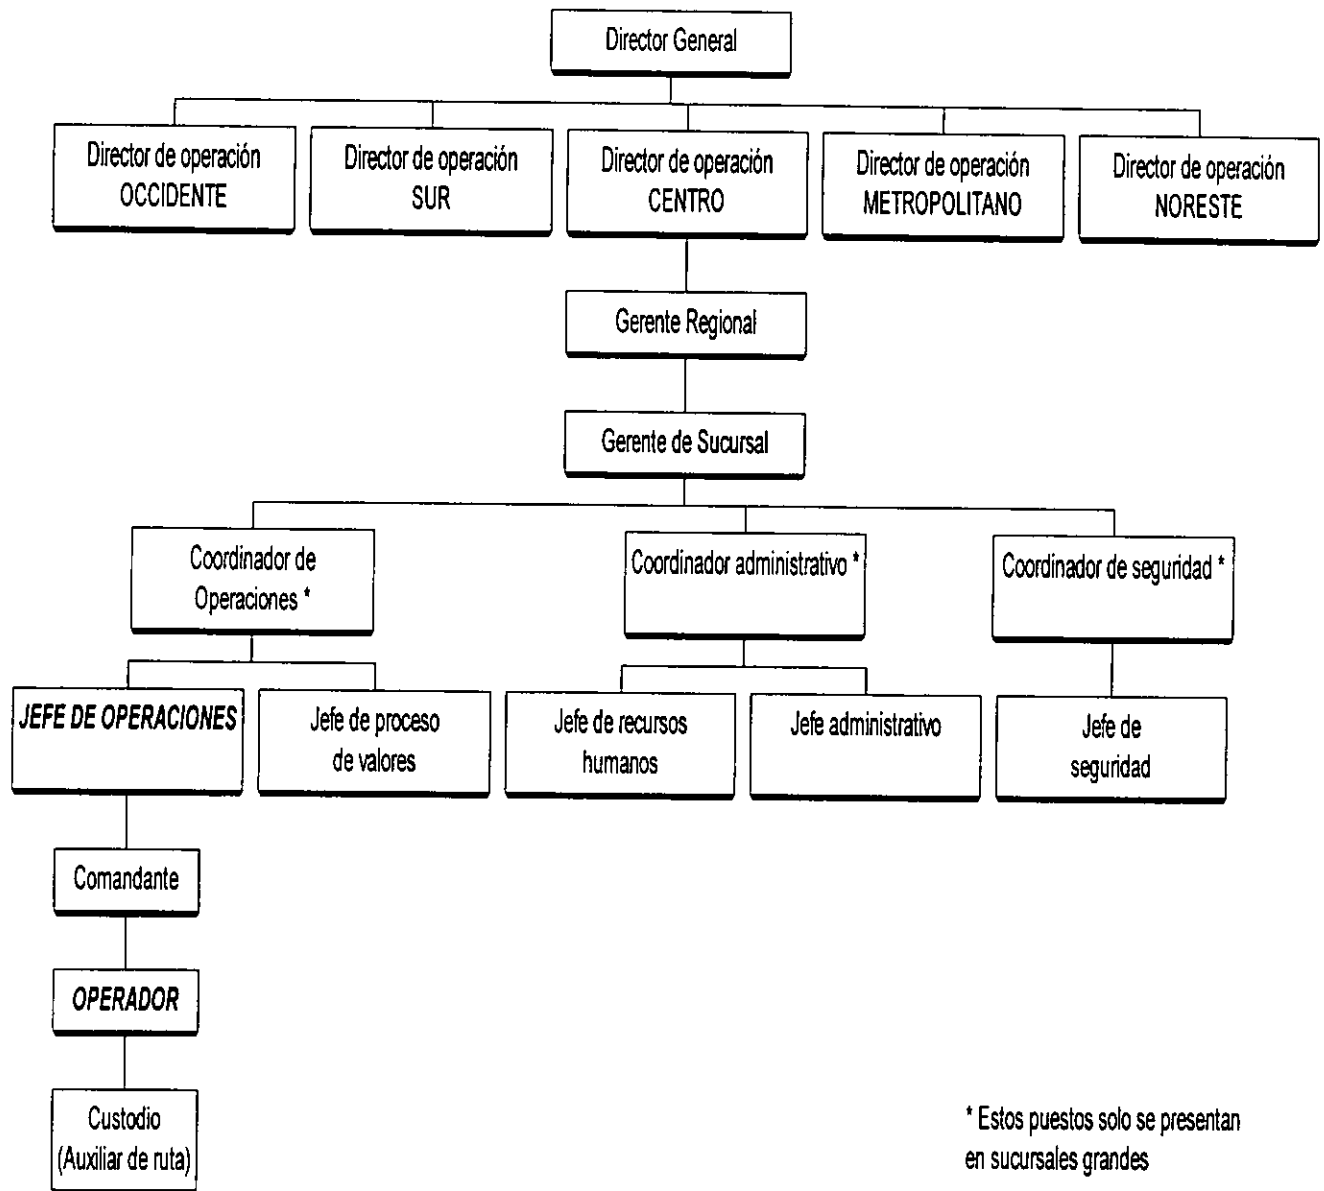 Director General
Director de operación
OCCIDENTE
Director de operación
SUR
Director de operación
CENTRO
Director de operación
METROPOLITANO
Director de operación
NORESTE
Gerente Regional
Gerente de Sucursal
Coordinador de
Operaciones *
Coordinador administrativo *
Coordinador de seguridad *
JEFE DE OPERACIONES
Jefe de proceso
de valores
Jefe de recursos
humanos
Jefe administrativo
Jefe de
seguridad
Comandante
OPERADOR
Custodio
(Auxiliar de ruta)
* Estos puestos solo se presentan
en sucursales grandes